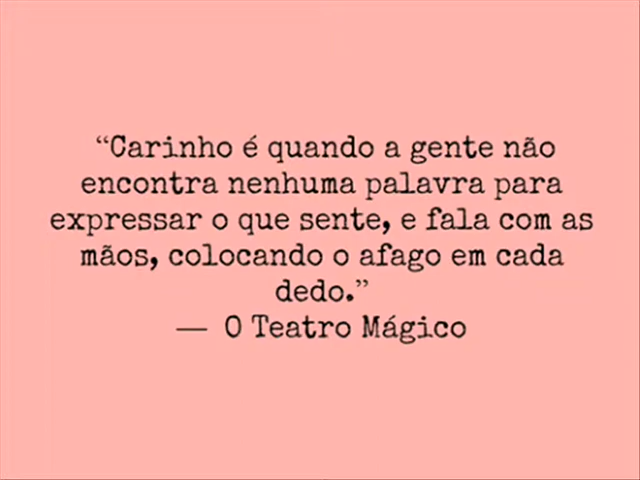 “Carinho é quando a gente não
encontra nenhuma palavra para
expressar o que sente, e fala com as
mãos, colocando o afago em cada
dedo.”
— O Teatro Mágico